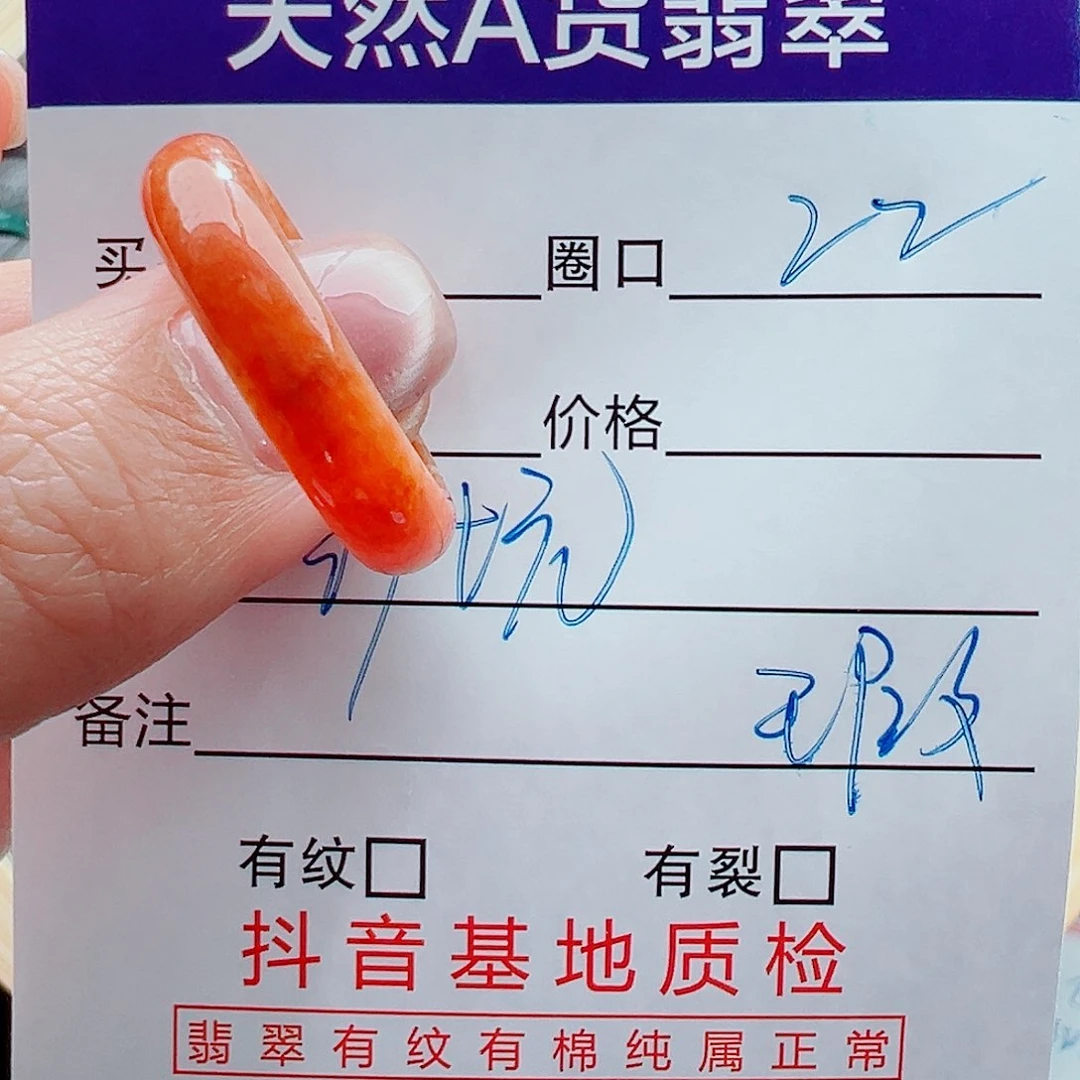 天然A货翡翠
买 圈口 22
价格
坑
备注
有纹 有裂
抖音基地质检
翡翠有纹有棉纯属正常